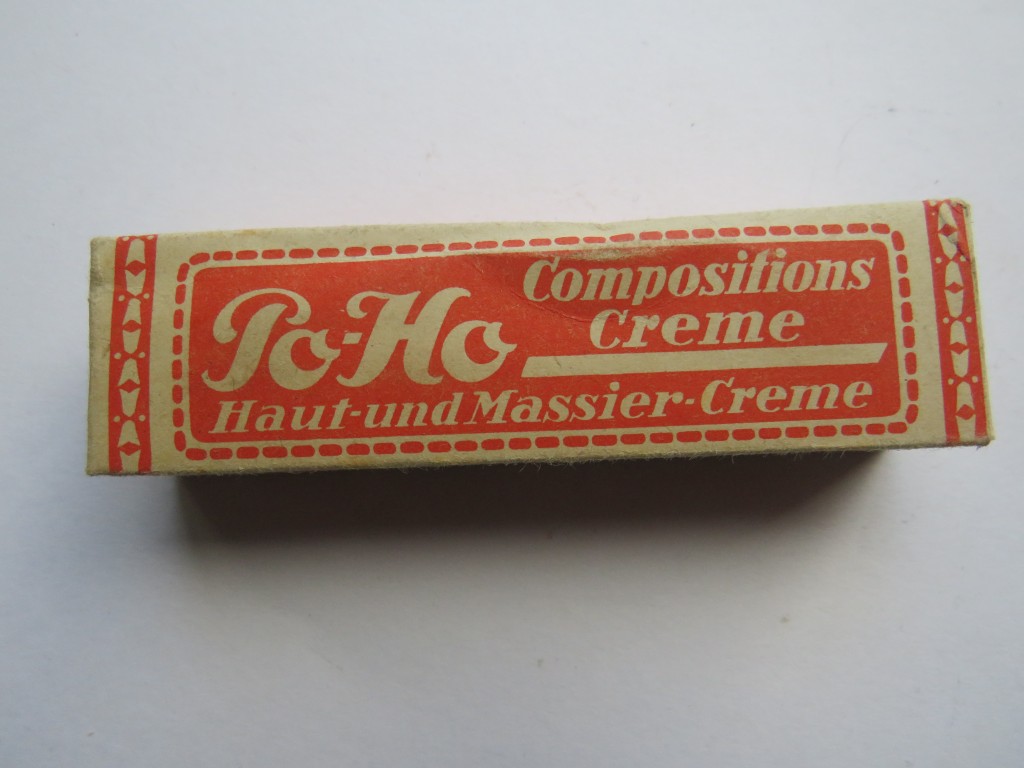 Po-Ho
Compositions
Creme
Haut-und Massier-Creme